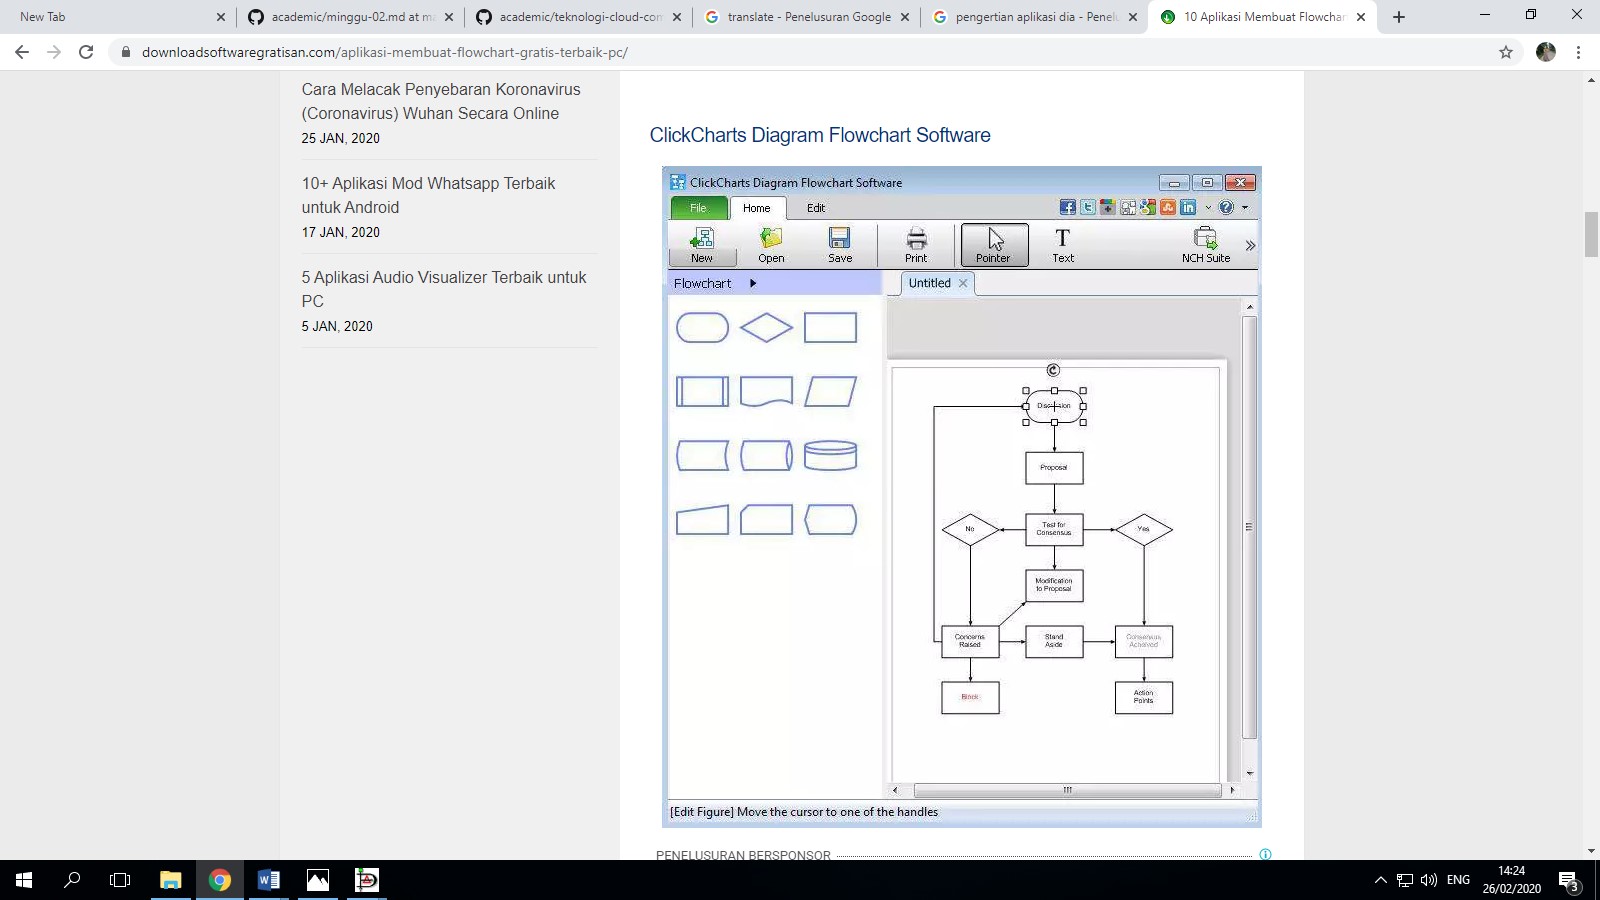 New Tab
academic/minggu-02.md at ma
academic/teknologi-cloud-com
translate - Penelusuran Google
pengertian aplikasi dia - Penelu
10 Aplikasi Membuat Flowchar
downloadsoftwaregratisan.com/aplikasi-membuat-flowchart-gratis-terbaik-pc/
Cara Melacak Penyebaran Koronavirus
(Coronavirus) Wuhan Secara Online
25 JAN, 2020
10+ Aplikasi Mod Whatsapp Terbaik
untuk Android
17 JAN, 2020
5 Aplikasi Audio Visualizer Terbaik untuk
PC
5 JAN, 2020
ClickCharts Diagram Flowchart Software
ClickCharts Diagram Flowchart Software
File
Home
Edit
New
Open
Save
Print
Pointer
Text
NCH Suite
Flowchart
Untitled
Proposal
No
Test for
Consensus
Yes
Modification
to Proposal
Concerns
Raised
Stand
Aside
Consensus
Block
Action
Points
[Edit Figure] Move the cursor to one of the handles
PENELUSURAN BERSPONSOR
ENG
14:24
26/02/2020
3